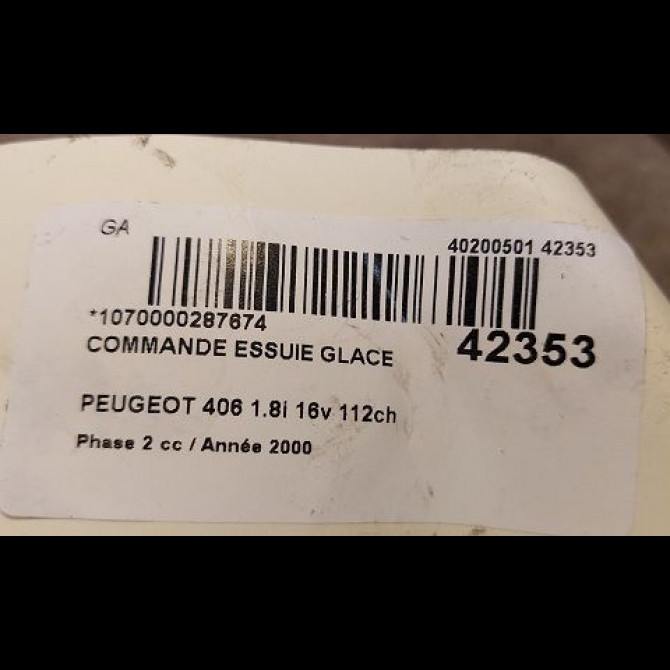 GA
40200501 42353
*1070000287674
42353
COMMANDE ESSUIE GLACE
PEUGEOT 406 1.8i 16v 112ch
Phase 2 cc / Année 2000